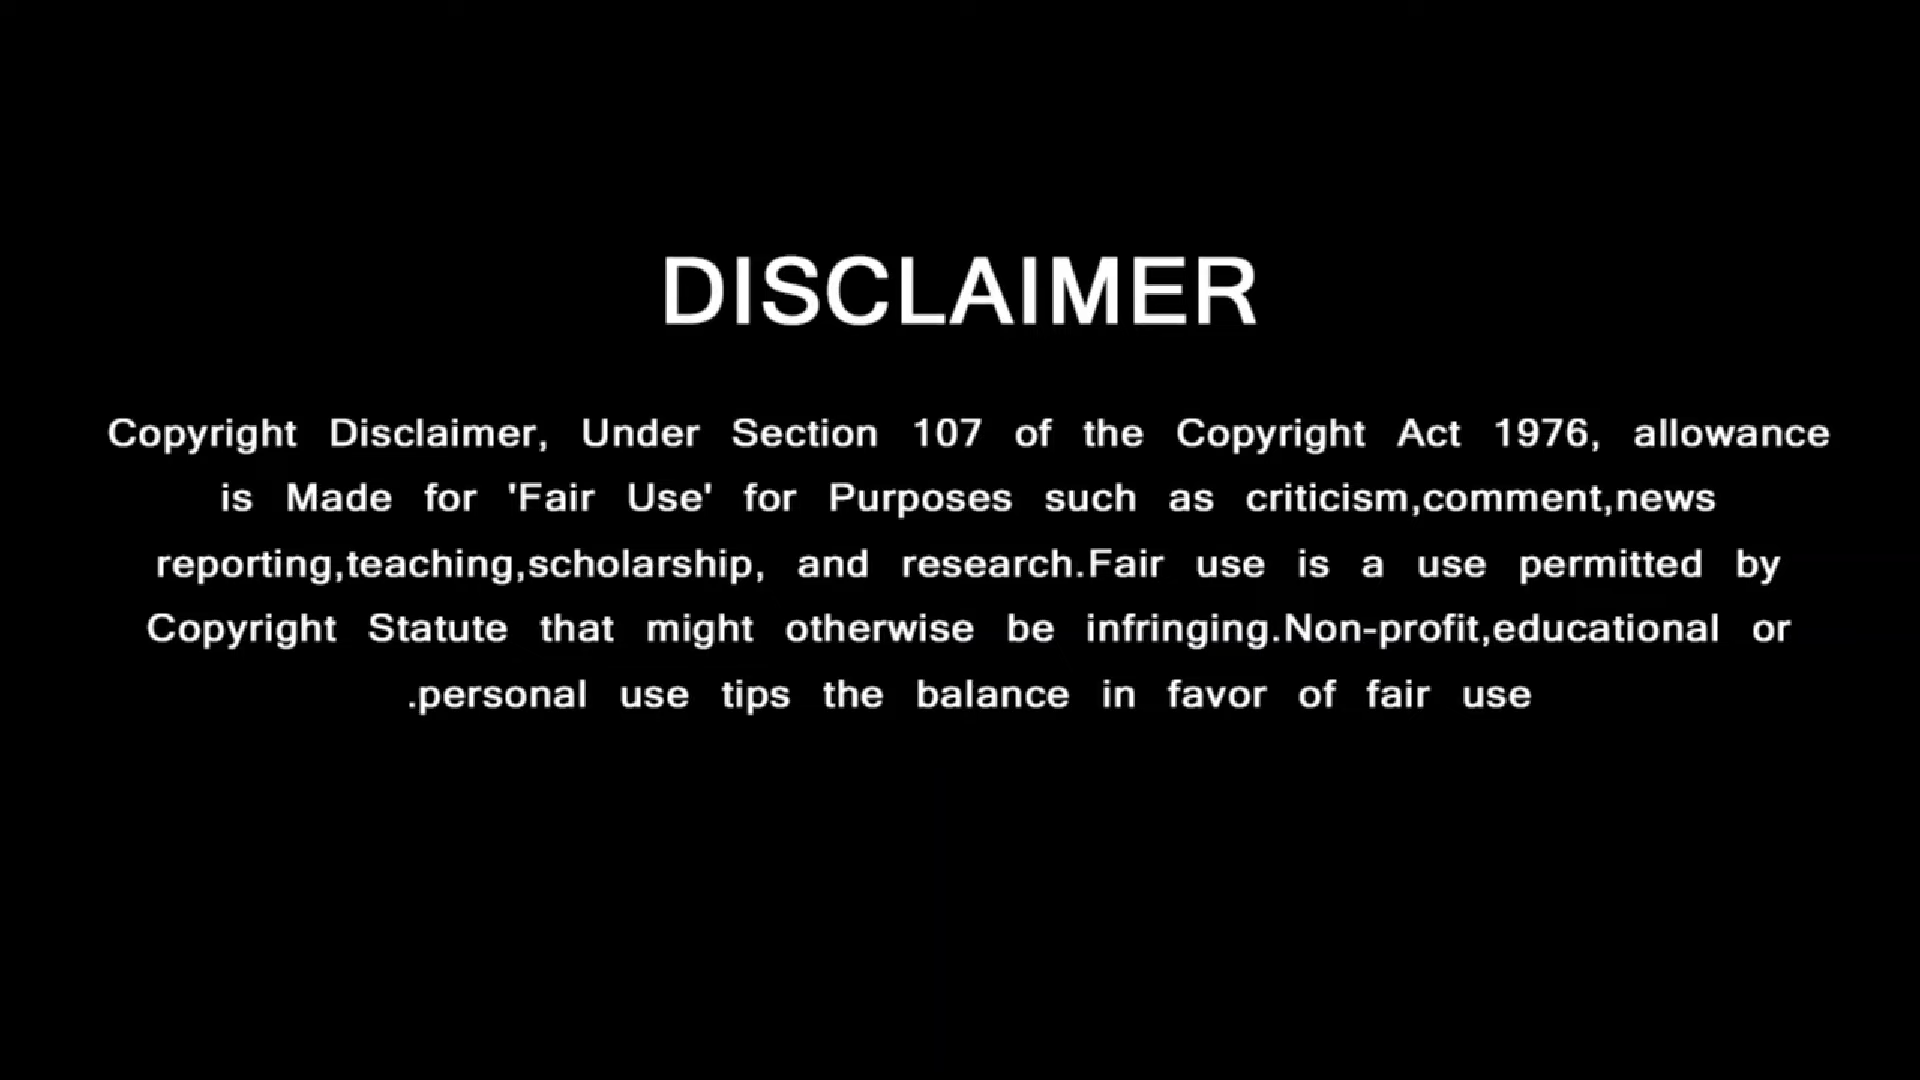 DISCLAIMER
Copyright Disclaimer, Under Section 107 of the Copyright Act 1976, allowance
is Made for 'Fair Use' for Purposes such as criticism,comment,news
reporting,teaching,scholarship, and research.Fair use is a use permitted by
Copyright Statute that might otherwise be infringing.Non-profit,educational or
.personal use tips the balance in favor of fair use